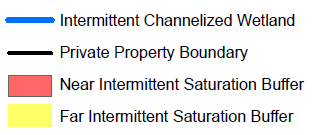 Intermittent Channelized Wetland
Private Property Boundary
Near Intermittent Saturation Buffer
Far Intermittent Saturation Buffer